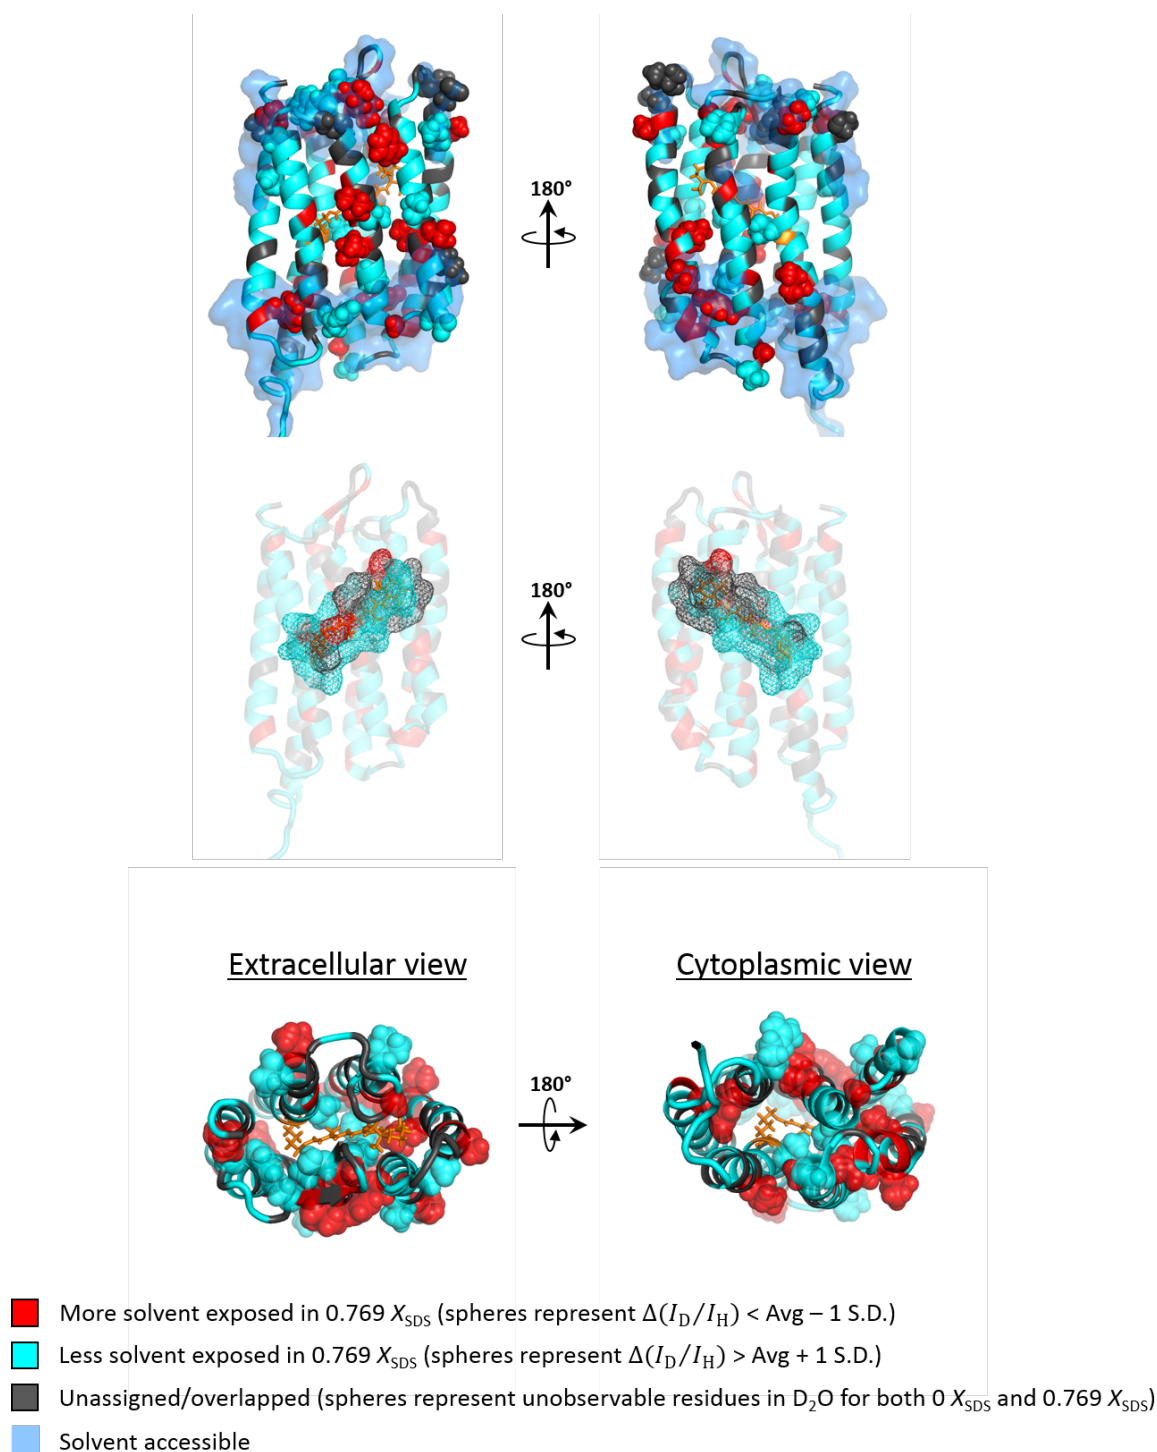 180°
180°
Extracellular view
Cytoplasmic view
180°
More solvent exposed in 0.769 XSDS (spheres represent Δ(ID/IH) < Avg – 1 S.D.)
Less solvent exposed in 0.769 XSDS (spheres represent Δ(ID/IH) > Avg + 1 S.D.)
Unassigned/overlapped (spheres represent unobservable residues in D2O for both 0 XSDS and 0.769 XSDS)
Solvent accessible